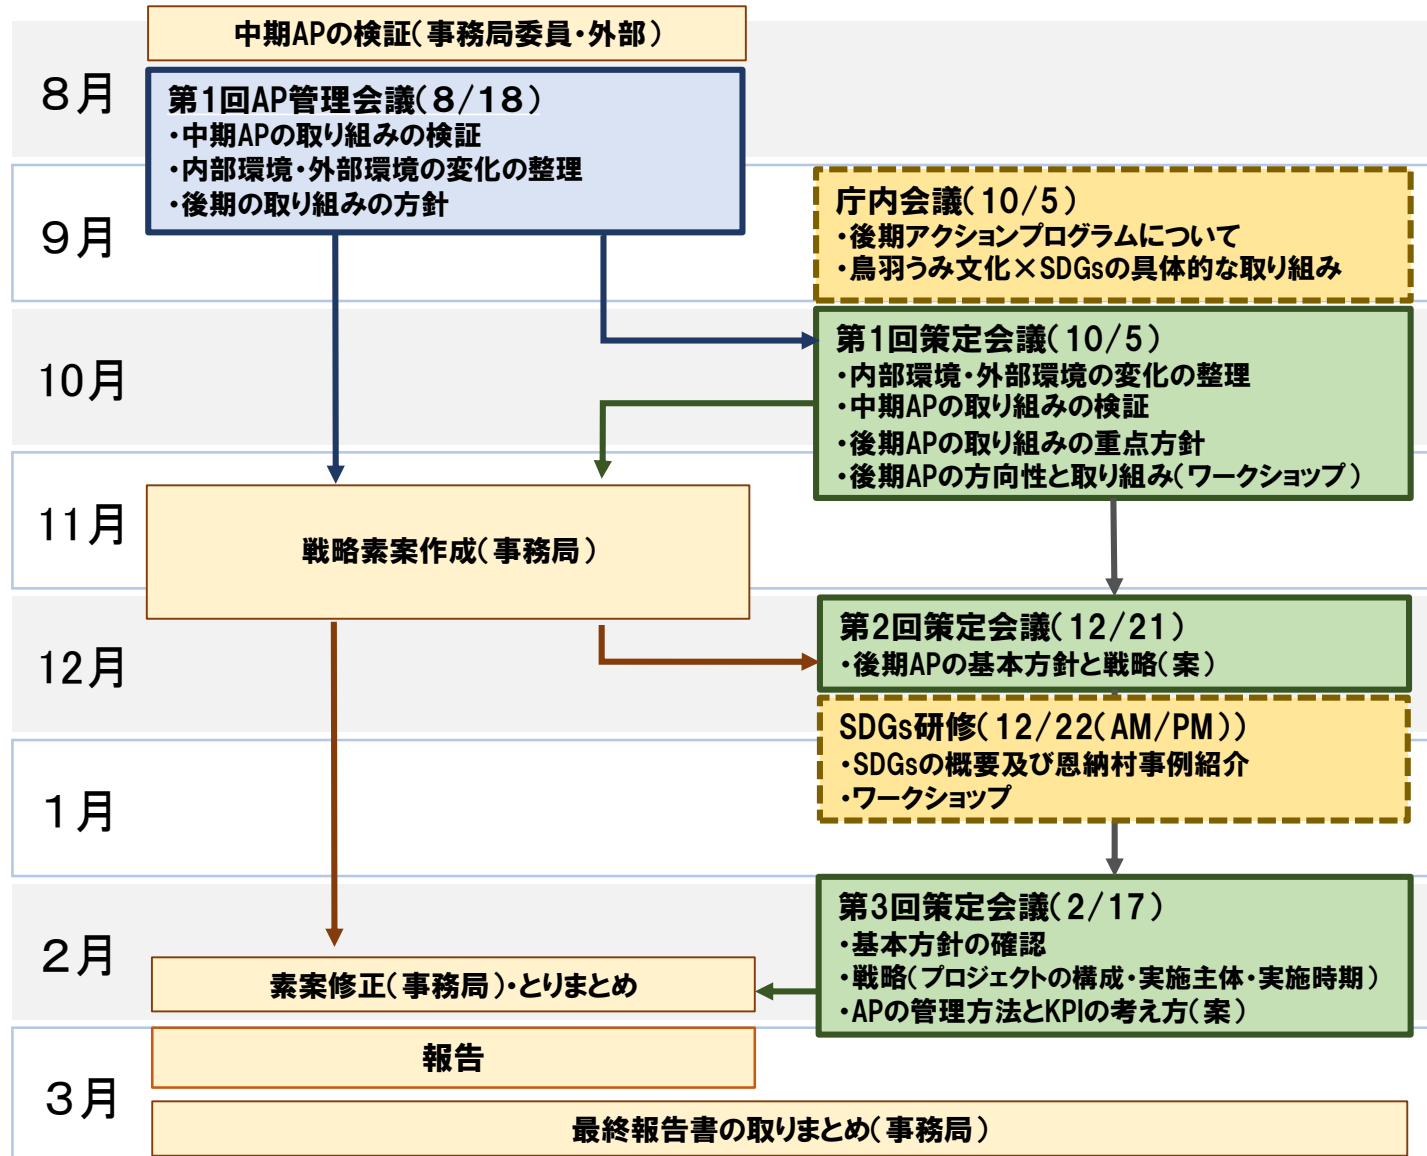 中期APの検証(事務局委員・外部)
8月
第1回AP管理会議(8/18)
・中期APの取り組みの検証
・内部環境・外部環境の変化の整理
・後期の取り組みの方針
9月
庁内会議(10/5)
・後期アクションプログラムについて
・鳥羽うみ文化×SDGsの具体的な取り組み
10月
第1回策定会議(10/5)
・内部環境・外部環境の変化の整理
・中期APの取り組みの検証
・後期APの取り組みの重点方針
・後期APの方向性と取り組み(ワークショップ)
11月
戦略素案作成(事務局)
12月
第2回策定会議(12/21)
・後期APの基本方針と戦略(案)
SDGs研修(12/22(AM/PM))
・SDGsの概要及び恩納村事例紹介
・ワークショップ
1月
2月
第3回策定会議(2/17)
・基本方針の確認
・戦略(プロジェクトの構成・実施主体・実施時期)
・APの管理方法とKPIの考え方(案)
素案修正(事務局)・とりまとめ
3月
報告
最終報告書の取りまとめ(事務局)